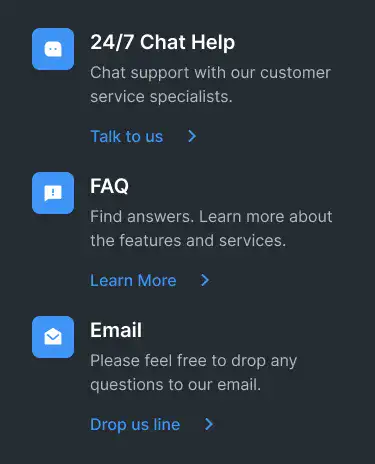 24/7 Chat Help
Chat support with our customer
service specialists.
Talk to us
FAQ
Find answers. Learn more about
the features and services.
Learn More
Email
Please feel free to drop any
questions to our email.
Drop us line